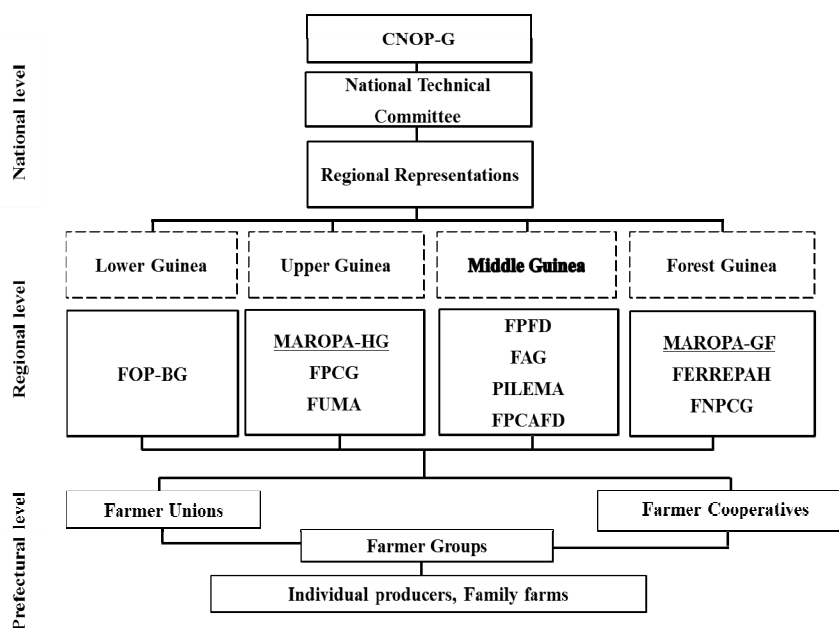 National level
CNOP-G
National Technical
Committee
Regional Representations
Regional level
Lower Guinea
Upper Guinea
Middle Guinea
Forest Guinea
FOP-BG
MAROPA-HG
FPCG
FUMA
FPFD
FAG
PILEMA
FPCAFD
MAROPA-GF
FERREPAH
FNPCG
Prefectural level
Farmer Unions
Farmer Cooperatives
Farmer Groups
Individual producers, Family farms